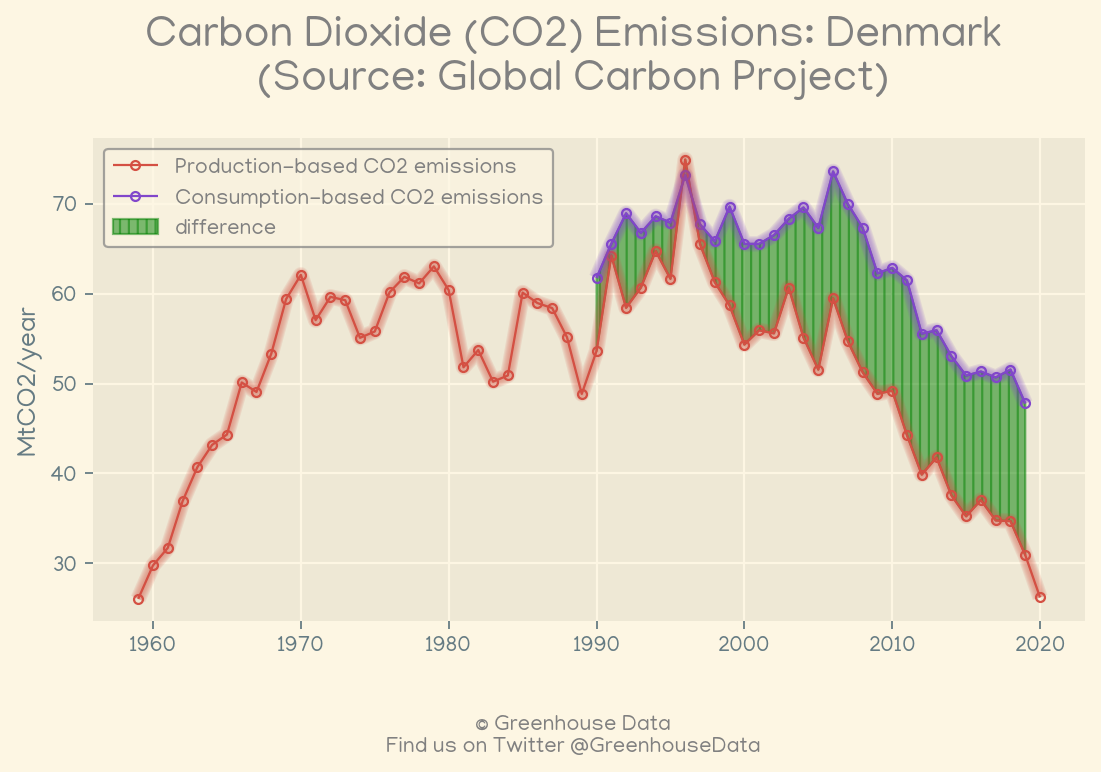 Carbon Dioxide (CO2) Emissions: Denmark
(Source: Global Carbon Project)
Production-based CO2 emissions
Consumption-based CO2 emissions
difference
MtCO2/year
70
60
50
40
30
1960 1970 1980 1990 2000 2010 2020
© Greenhouse Data
Find us on Twitter @GreenhouseData